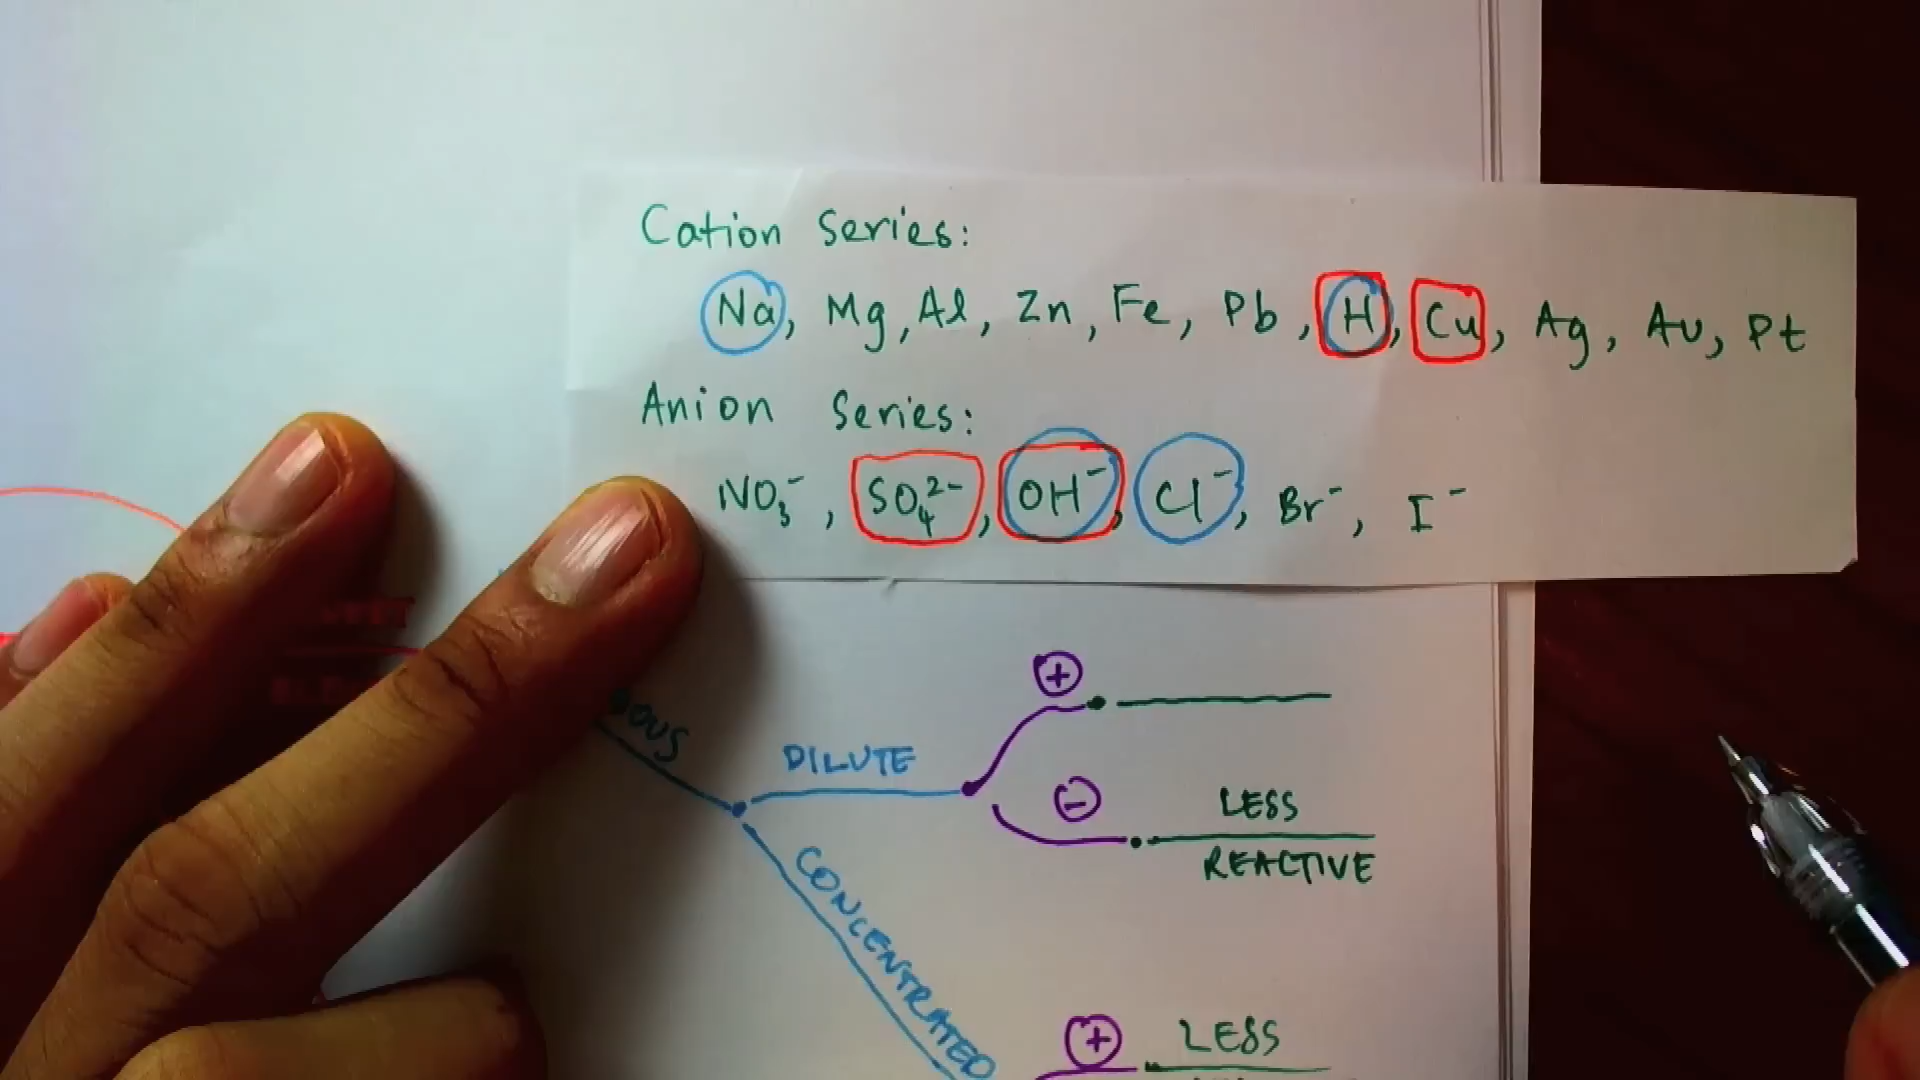 Cation Series:
Na, Mg, Al, Zn, Fe, Pb, H, Cu, Ag, Au, Pt
Anion Series:
NO₃⁻, SO₄²⁻, OH⁻, Cl⁻, Br⁻, I⁻
+
DILUTE
-
LESS
REACTIVE
CONCENTRATED
+
LESS